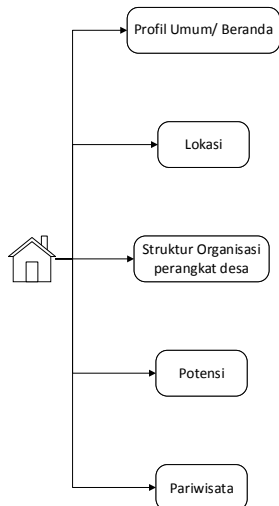 Profil Umum/ Beranda
Lokasi
Struktur Organisasi
perangkat desa
Potensi
Pariwisata